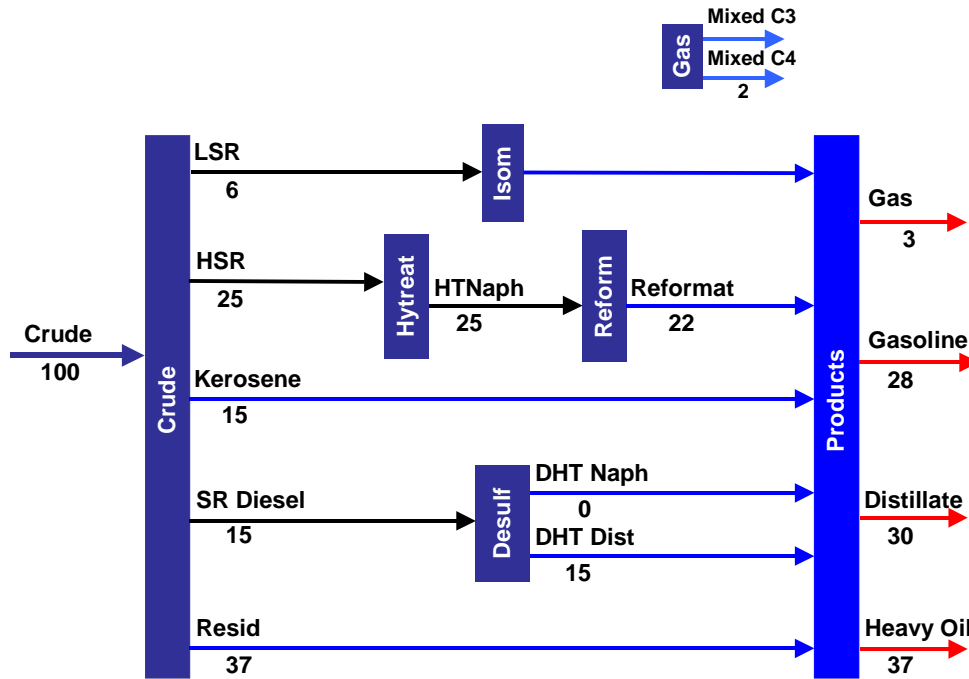 Mixed C3
Gas
Mixed C4
2
LSR
6
Isom
Gas
3
HSR
25
Hytreat
HTNaph
25
Reform
Reformat
22
Crude
100
Crude
Gasoline
28
Kerosene
15
Products
DHT Naph
0
SR Diesel
15
Desulf
DHT Dist
15
Distillate
30
Resid
37
Heavy Oil
37